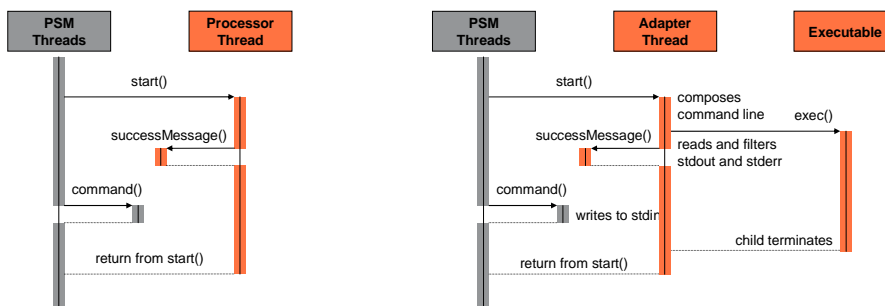 PSM
Threads
Processor
Thread
start()
successMessage()
command()
return from start()
PSM
Threads
Adapter
Thread
Executable
start()
composes
command line
exec()
successMessage()
reads and filters
stdout and stderr
command()
writes to stdin
child terminates
return from start()